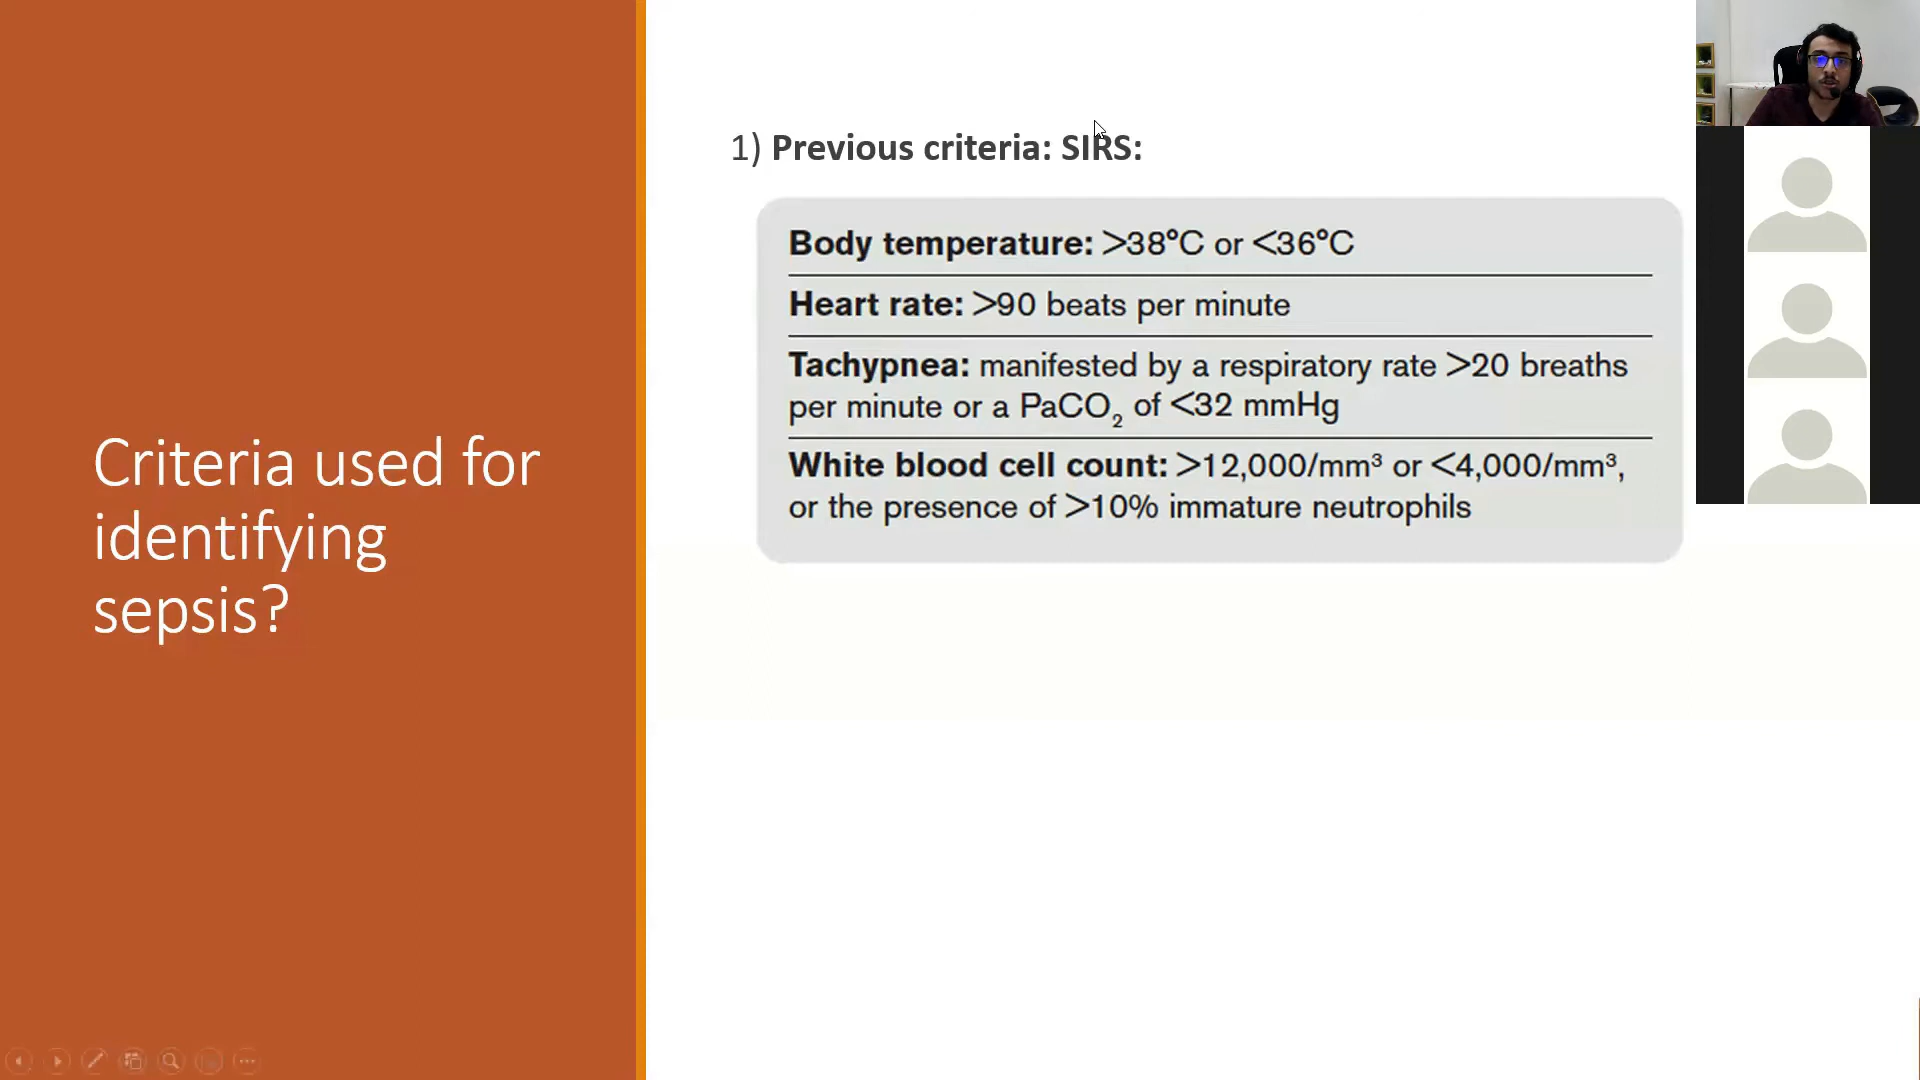 Criteria used for
identifying
sepsis?
1) Previous criteria: SIRS:
Body temperature: >38°C or <36°C
Heart rate: >90 beats per minute
Tachypnea: manifested by a respiratory rate >20 breaths
per minute or a PaCO₂ of <32 mmHg
White blood cell count: >12,000/mm³ or <4,000/mm³,
or the presence of >10% immature neutrophils